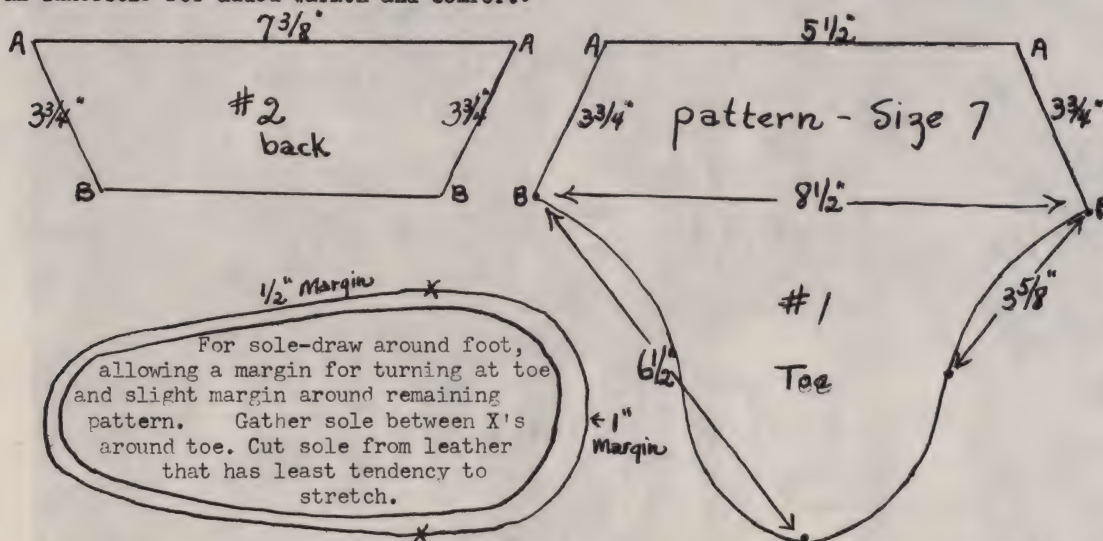 7 3/8"
A A
3 3/4" 3 3/4"
#2
back
B B
5 1/2"
A A
3 3/4" pattern - Size 7 3/4"
B 8 1/2"
3 5/8"
#1
6 1/2"
Toe
1/2" Margin X
For sole-draw around foot,
allowing a margin for turning at toe
and slight margin around remaining
pattern. Gather sole between X's
around toe. Cut sole from leather
that has least tendency to
stretch.
←1"
Margin
X